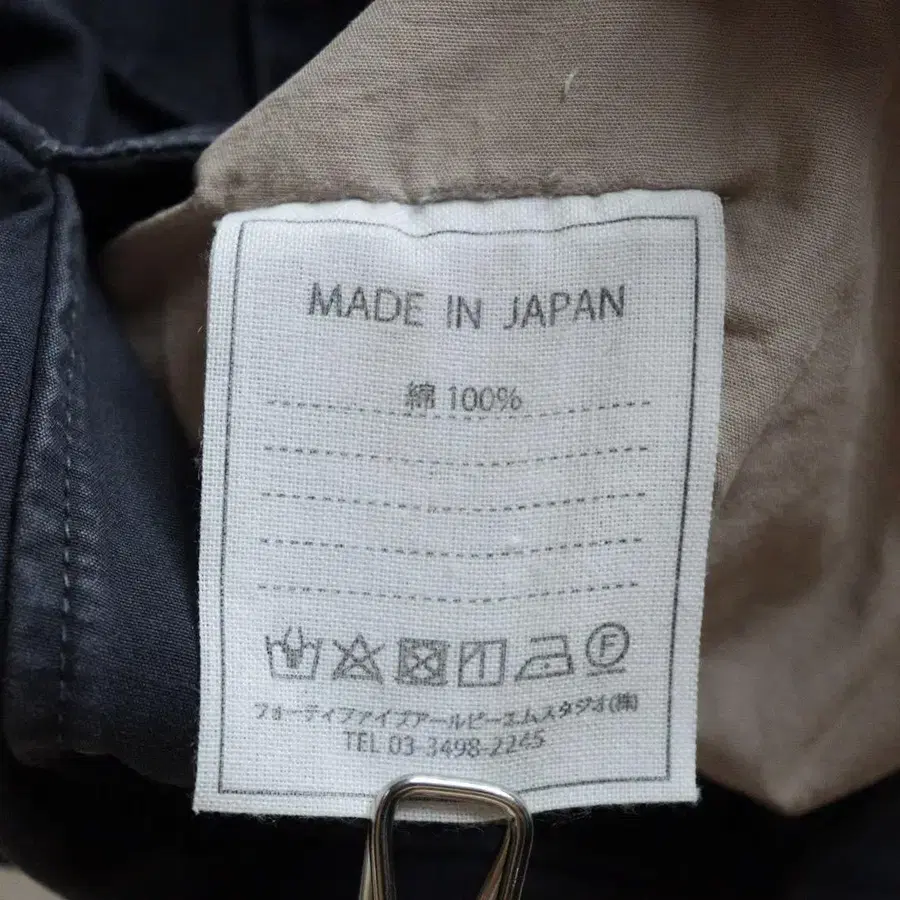 MADE IN JAPAN
綿 100%
F
フォーティファイブアールピーエムスタジオ(株)
TEL 03-3498-2245